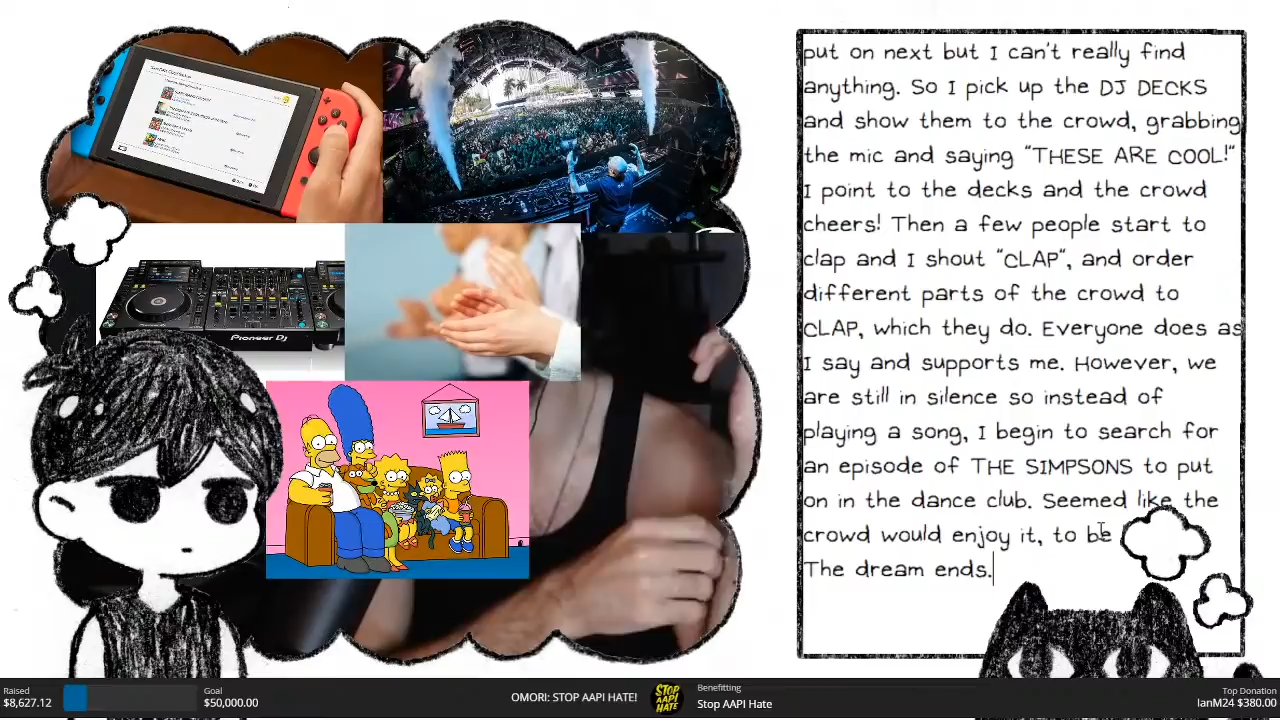 put on next but I can't really find
anything. So I pick up the DJ DECKS
and show them to the crowd, grabbing
the mic and saying "THESE ARE COOL!"
I point to the decks and the crowd
cheers! Then a few people start to
clap and I shout "CLAP", and order
different parts of the crowd to
CLAP, which they do. Everyone does as
I say and supports me. However, we
are still in silence so instead of
playing a song, I begin to search for
an episode of THE SIMPSONS to put
on in the dance club. Seemed like the
crowd would enjoy it, to be
The dream ends.
Pioneer Dj
Raised
$8,627.12
Goal
$50,000.00
OMORI: STOP AAPI HATE!
STOP
AAPI
HATE
Benefitting
Stop AAPI Hate
Top Donation
IanM24 $380.00